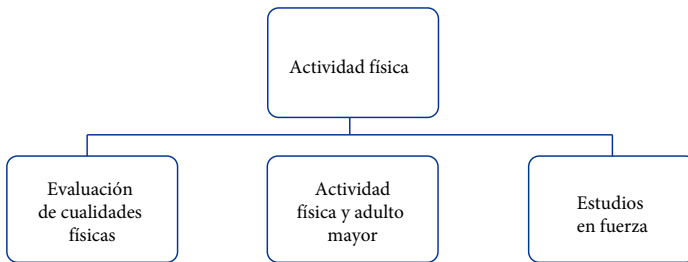 Actividad física
Evaluación
de cualidades
físicas
Actividad
física y adulto
mayor
Estudios
en fuerza